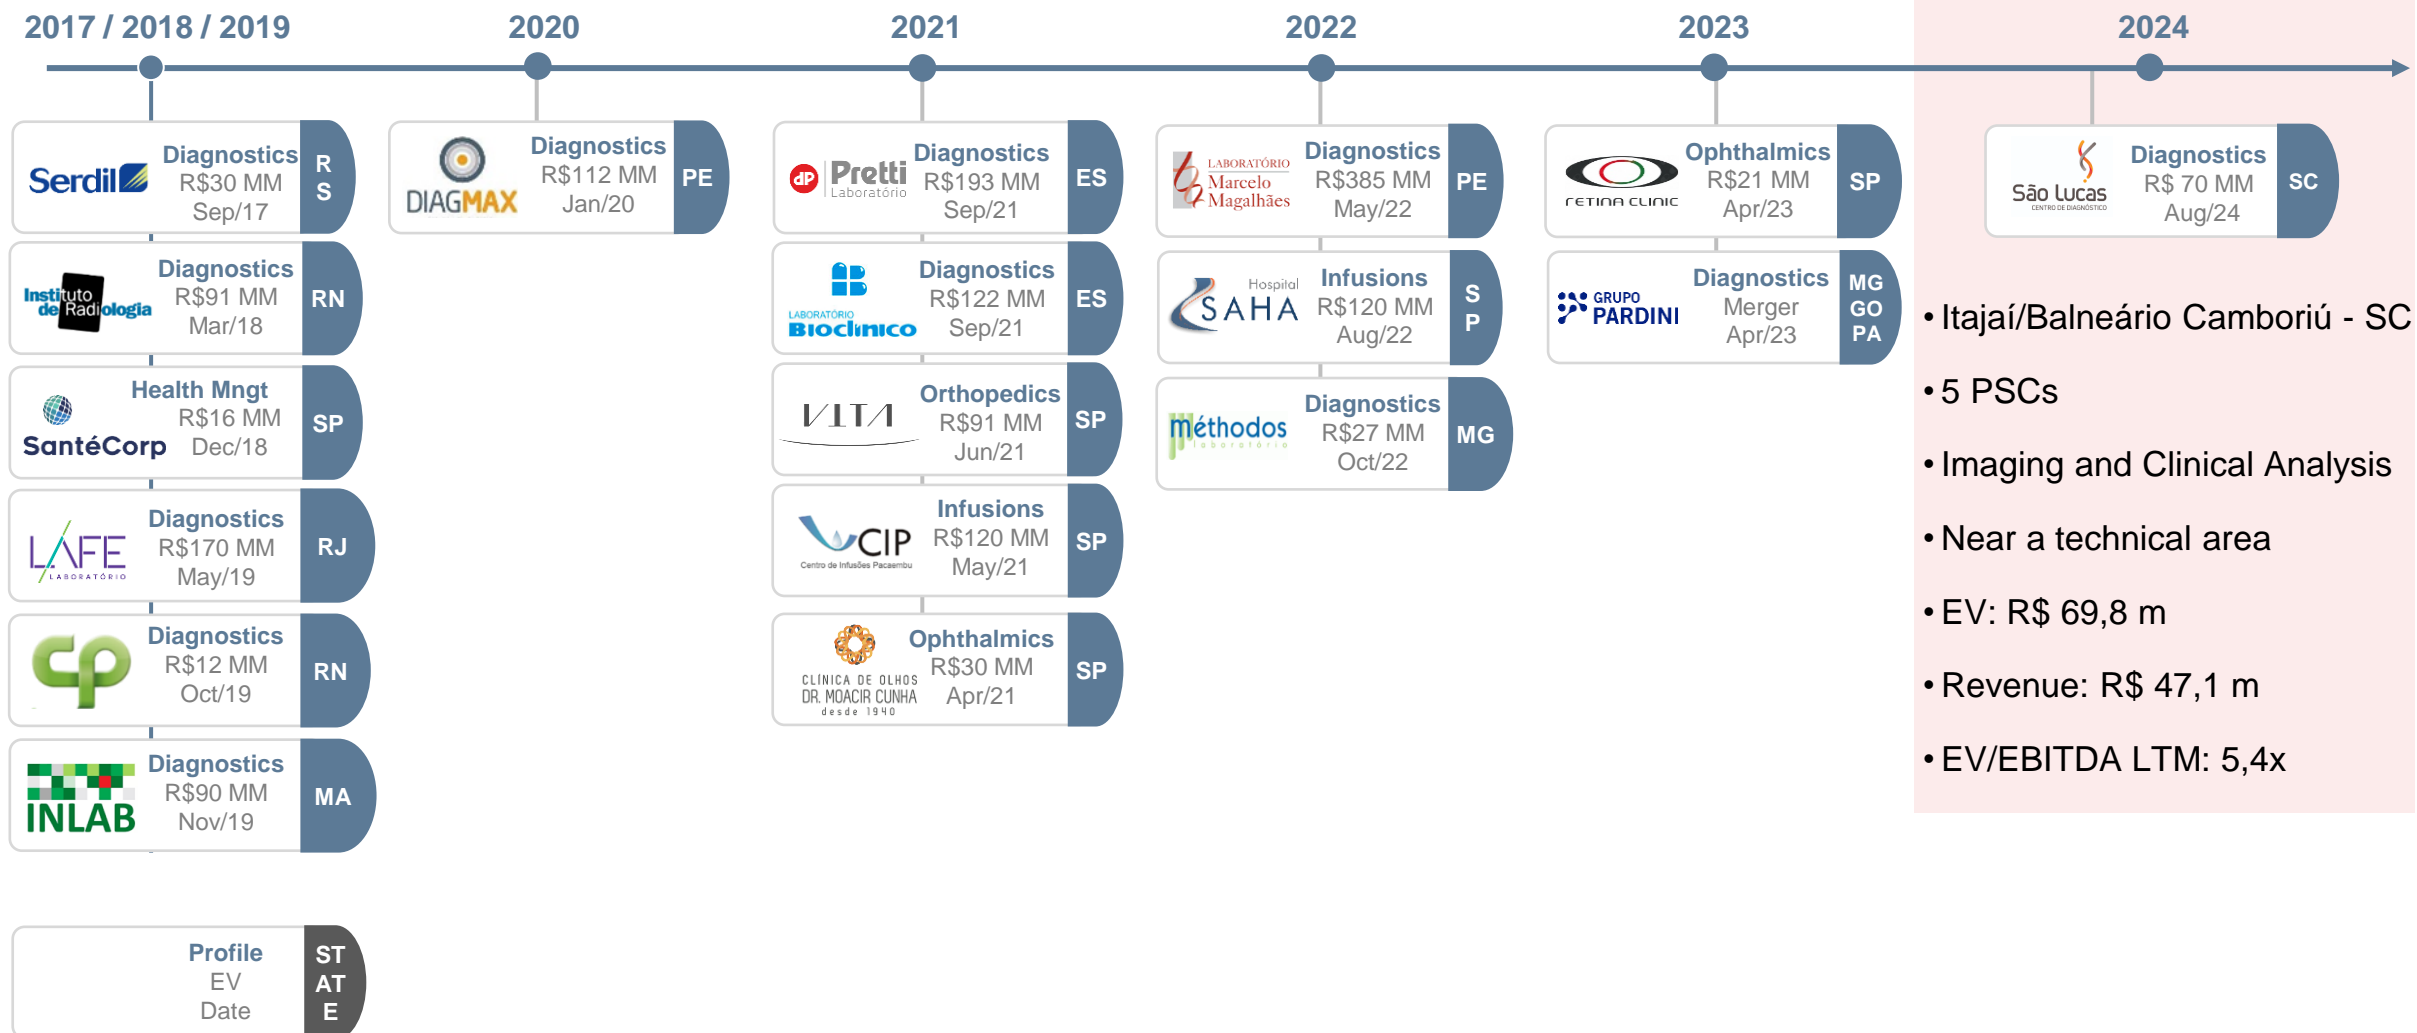 2017 / 2018 / 2019
2020
2021
2022
2023
2024
Serdil
Diagnostics
R$30 MM
Sep/17
R
S
Instituto
de Radiologia
Diagnostics
R$91 MM
Mar/18
RN
SantéCorp
Health Mngt
R$16 MM
Dec/18
SP
LAFE
LABORATÓRIO
Diagnostics
R$170 MM
May/19
RJ
cp
Diagnostics
R$12 MM
Oct/19
RN
INLAB
Diagnostics
R$90 MM
Nov/19
MA
DIAGMAX
Diagnostics
R$112 MM
Jan/20
PE
dP Pretti
Laboratório
Diagnostics
R$193 MM
Sep/21
ES
LABORATÓRIO
Bioclínico
Diagnostics
R$122 MM
Sep/21
ES
VITA
Orthopedics
R$91 MM
Jun/21
SP
CIP
Centro de Infusões Pacaembu
Infusions
R$120 MM
May/21
SP
CLÍNICA DE OLHOS
DR. MOACIR CUNHA
desde 1940
Ophthalmics
R$30 MM
Apr/21
SP
LABORATÓRIO
Marcelo
Magalhães
Diagnostics
R$385 MM
May/22
PE
Hospital
SAHA
Infusions
R$120 MM
Aug/22
S
P
méthodos
laboratório
Diagnostics
R$27 MM
Oct/22
MG
RETINA CLINIC
Ophthalmics
R$21 MM
Apr/23
SP
GRUPO
PARDINI
Diagnostics
Merger
Apr/23
MG
GO
PA
São Lucas
CENTRO DE DIAGNÓSTICO
Diagnostics
R$ 70 MM
Aug/24
SC
• Itajaí/Balneário Camboriú - SC
• 5 PSCs
• Imaging and Clinical Analysis
• Near a technical area
• EV: R$ 69,8 m
• Revenue: R$ 47,1 m
• EV/EBITDA LTM: 5,4x
Profile
EV
Date
ST
AT
E